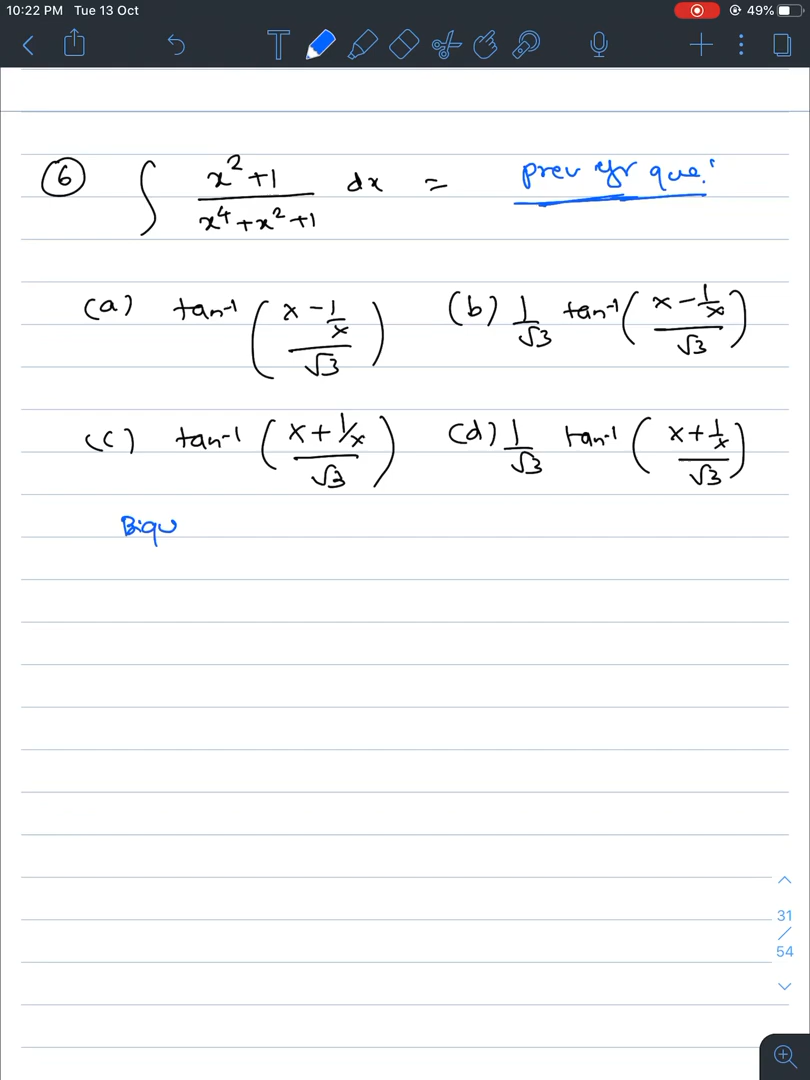 10:22 PM Tue 13 Oct 49%
⑥ ∫ (x² + 1)/(x⁴ + x² + 1) dx = prev yr que!
(a) tan⁻¹((x - 1/x)/√3) (b) 1/√3 tan⁻¹((x - 1/x)/√3)
(c) tan⁻¹((x + 1/x)/√3) (d) 1/√3 tan⁻¹((x + 1/x)/√3)
Biqu
31
/
54